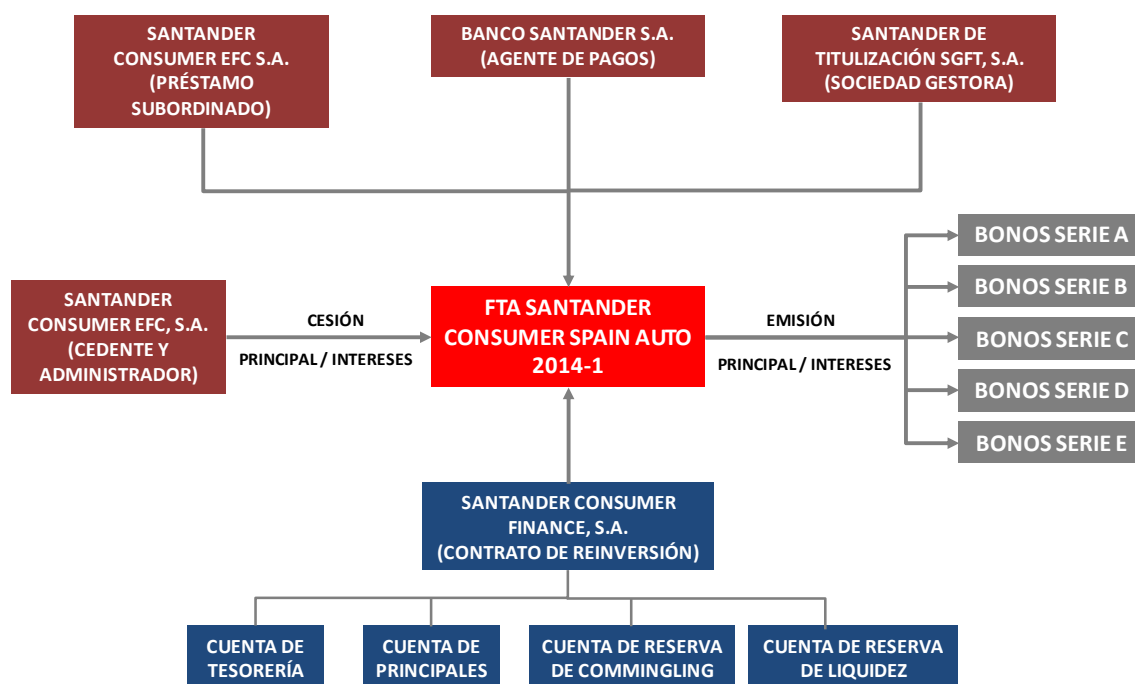 SANTANDER
CONSUMER EFC S.A.
(PRÉSTAMO
SUBORDINADO)
BANCO SANTANDER S.A.
(AGENTE DE PAGOS)
SANTANDER DE
TITULIZACIÓN SGFT, S.A.
(SOCIEDAD GESTORA)
SANTANDER
CONSUMER EFC, S.A.
(CEDENTE Y
ADMINISTRADOR)
CESIÓN
PRINCIPAL / INTERESES
FTA SANTANDER
CONSUMER SPAIN AUTO
2014-1
EMISIÓN
PRINCIPAL / INTERESES
BONOS SERIE A
BONOS SERIE B
BONOS SERIE C
BONOS SERIE D
BONOS SERIE E
SANTANDER CONSUMER
FINANCE, S.A.
(CONTRATO DE REINVERSIÓN)
CUENTA DE
TESORERÍA
CUENTA DE
PRINCIPALES
CUENTA DE RESERVA
DE COMMINGLING
CUENTA DE RESERVA
DE LIQUIDEZ